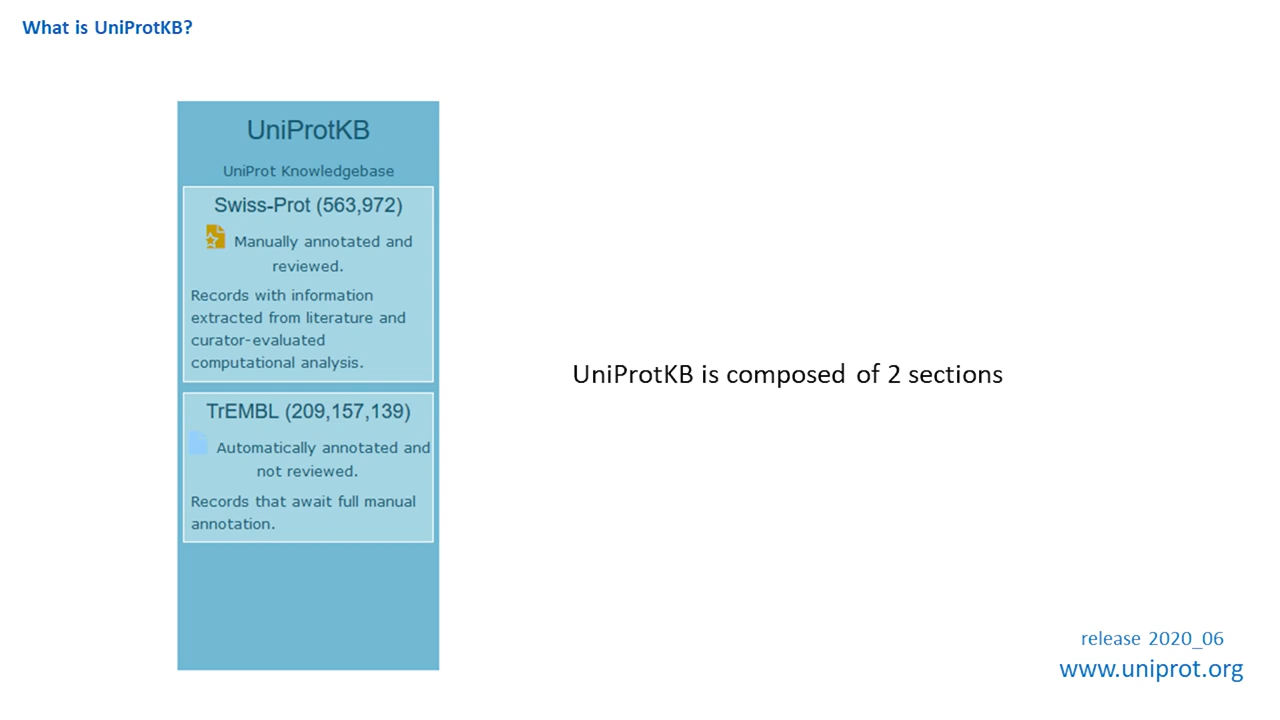 What is UniProtKB?
UniProtKB
UniProt Knowledgebase
Swiss-Prot (563,972)
Manually annotated and
reviewed.
Records with information
extracted from literature and
curator-evaluated
computational analysis.
UniProtKB is composed of 2 sections
TrEMBL (209,157,139)
Automatically annotated and
not reviewed.
Records that await full manual
annotation.
release 2020_06
www.uniprot.org